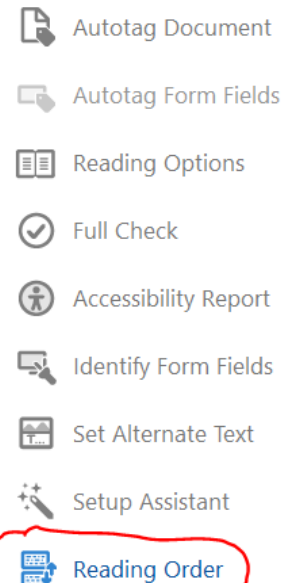 Autotag Document
Autotag Form Fields
Reading Options
Full Check
Accessibility Report
Identify Form Fields
Set Alternate Text
Setup Assistant
Reading Order